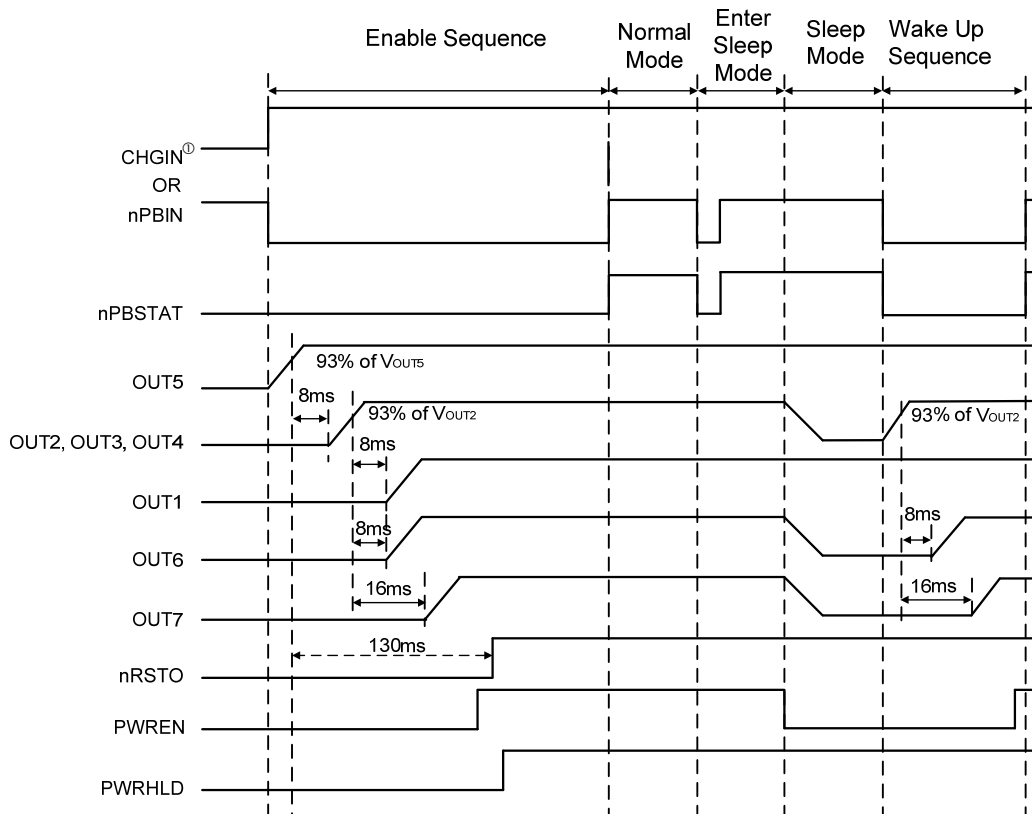 Enable Sequence
Normal
Mode
Enter
Sleep
Mode
Sleep
Mode
Wake Up
Sequence
CHGIN①
OR
nPBIN
nPBSTAT
93% of VOUT5
OUT5
8ms
93% of VOUT2
93% of VOUT2
OUT2, OUT3, OUT4
8ms
OUT1
8ms
8ms
OUT6
16ms
16ms
OUT7
130ms
nRSTO
PWREN
PWRHLD